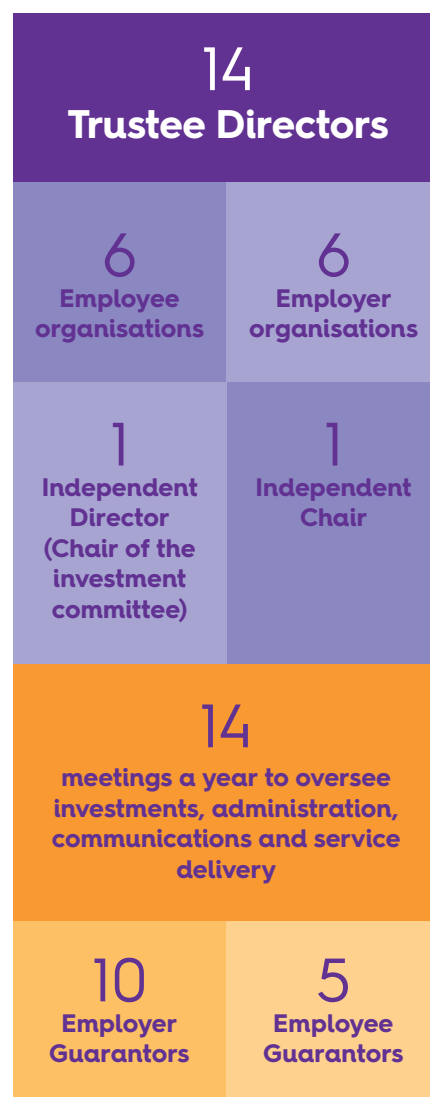 14
Trustee Directors
6
Employee
organisations
6
Employer
organisations
1
Independent
Director
(Chair of the
investment
committee)
1
Independent
Chair
14
meetings a year to oversee
investments, administration,
communications and service
delivery
10
Employer
Guarantors
5
Employee
Guarantors